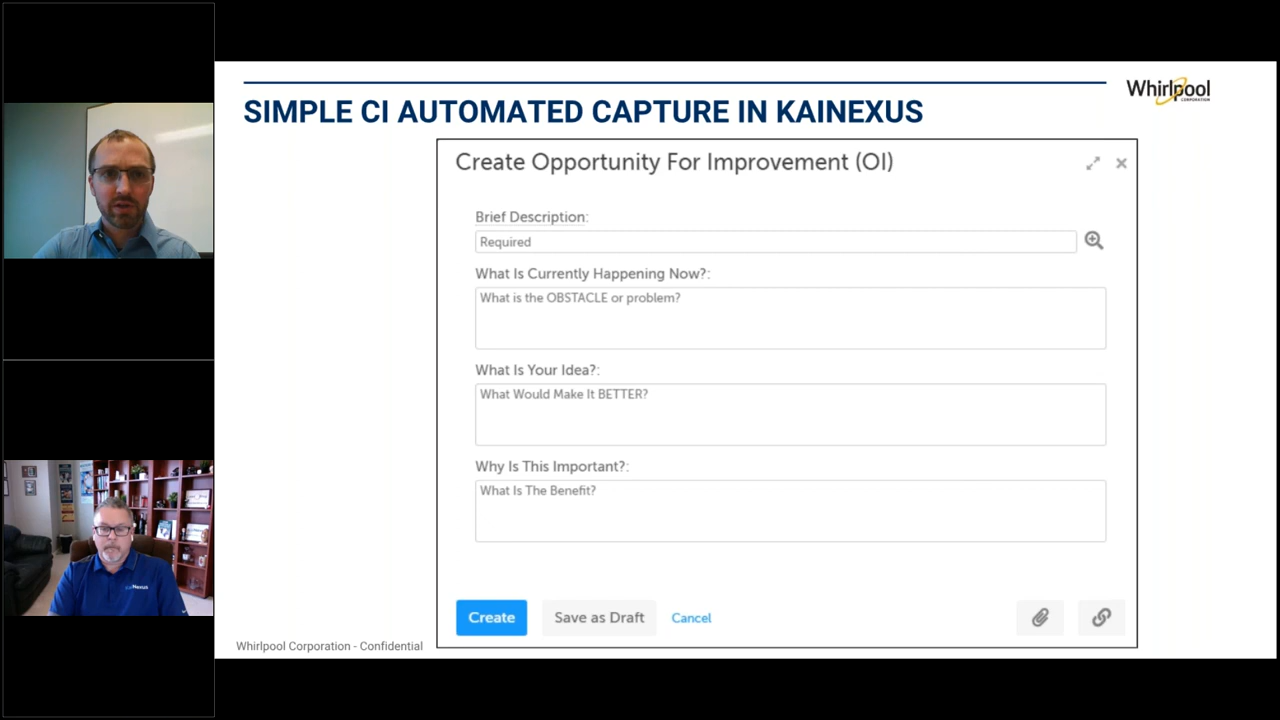 Whirlpool
CORPORATION
SIMPLE CI AUTOMATED CAPTURE IN KAINEXUS
Create Opportunity For Improvement (OI)
Brief Description:
Required
What Is Currently Happening Now?:
What is the OBSTACLE or problem?
What Is Your Idea?:
What Would Make It BETTER?
Why Is This Important?:
What Is The Benefit?
Create Save as Draft Cancel
Whirlpool Corporation - Confidential
KaiNexus